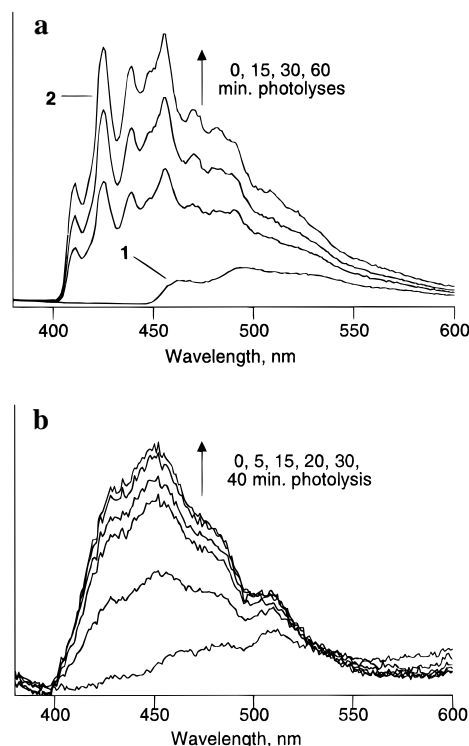 a
2
0, 15, 30, 60
min. photolyses
1
400 450 500 550 600
Wavelength, nm
b
0, 5, 15, 20, 30,
40 min. photolysis
400 450 500 550 600
Wavelength, nm